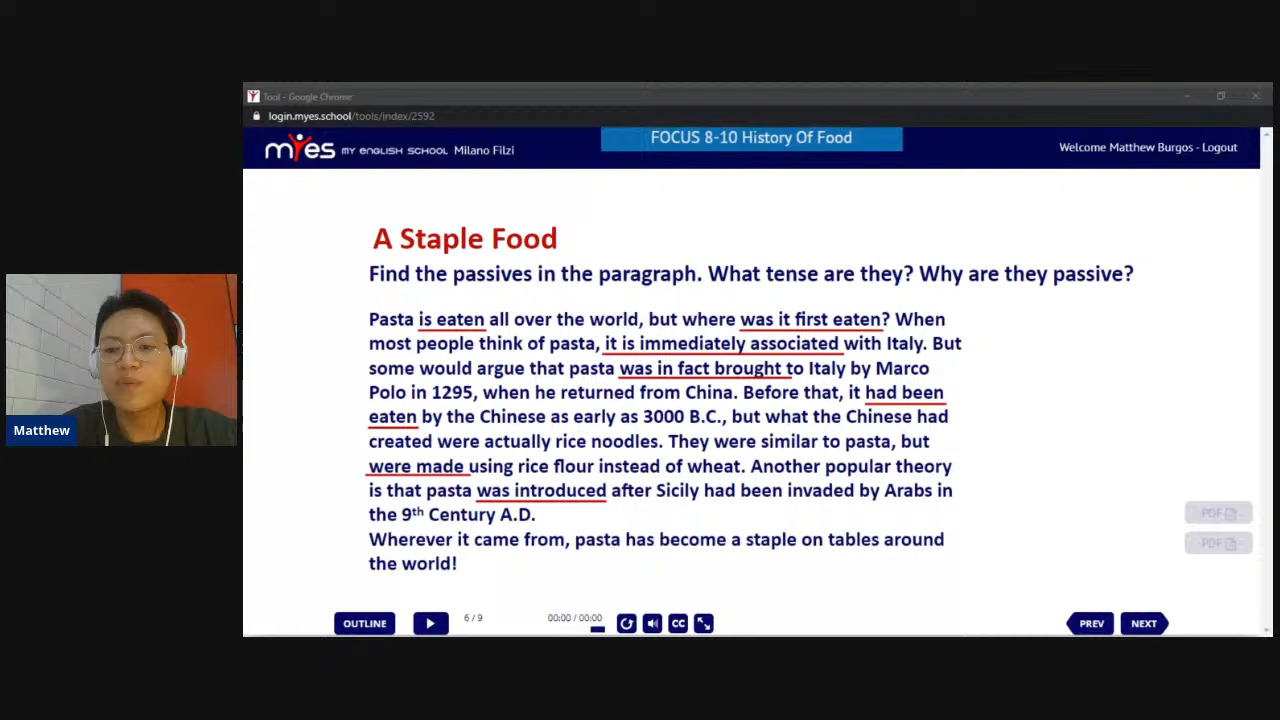 Tool - Google Chrome
login.myes.school/tools/index/2592
myes MY ENGLISH SCHOOL Milano Filzi
FOCUS 8-10 History Of Food
Welcome Matthew Burgos - Logout
A Staple Food
Find the passives in the paragraph. What tense are they? Why are they passive?
Pasta is eaten all over the world, but where was it first eaten? When
most people think of pasta, it is immediately associated with Italy. But
some would argue that pasta was in fact brought to Italy by Marco
Polo in 1295, when he returned from China. Before that, it had been
eaten by the Chinese as early as 3000 B.C., but what the Chinese had
created were actually rice noodles. They were similar to pasta, but
were made using rice flour instead of wheat. Another popular theory
is that pasta was introduced after Sicily had been invaded by Arabs in
the 9th Century A.D.
Wherever it came from, pasta has become a staple on tables around
the world!
Matthew
PDF
PDF
OUTLINE
6 / 9
00:00 / 00:00
CC
PREV
NEXT